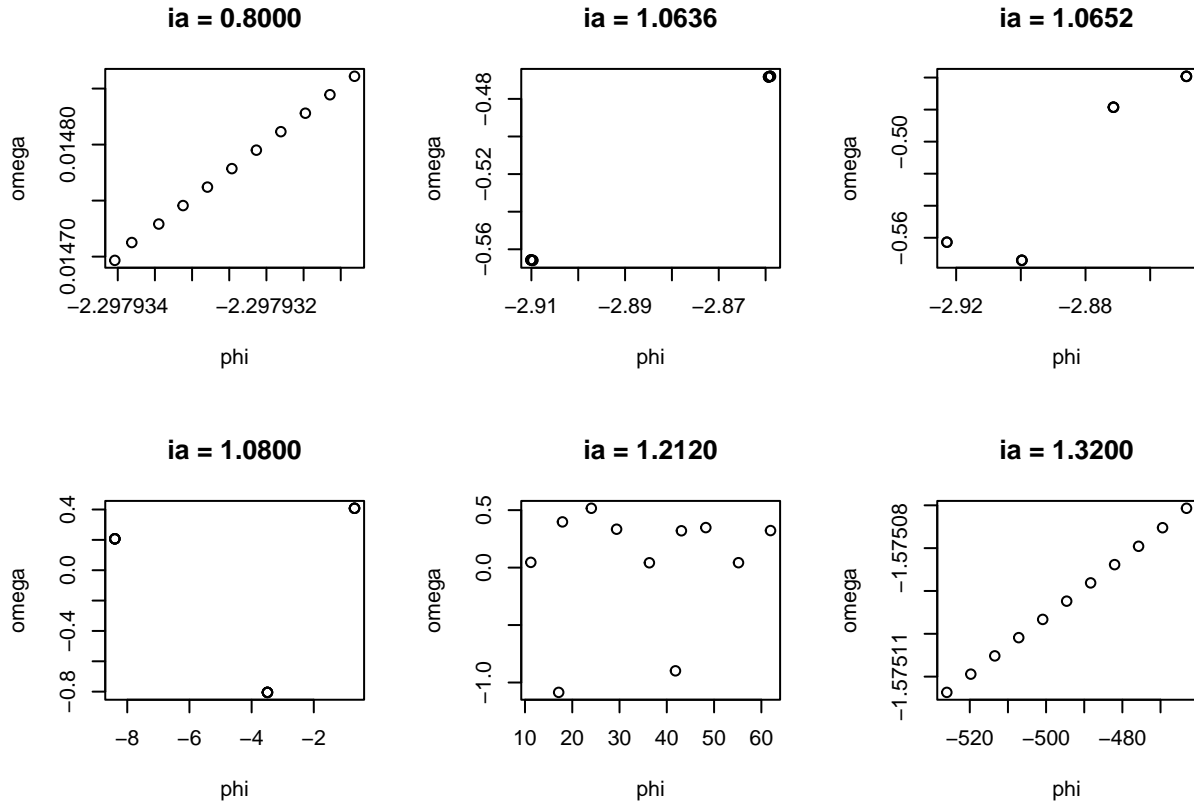 ia = 0.8000
omega
0.01470
0.01480
−2.297934
−2.297932
phi
ia = 1.0636
omega
−0.56
−0.52
−0.48
−2.91
−2.89
−2.87
phi
ia = 1.0652
omega
−0.56
−0.50
−2.92
−2.88
phi
ia = 1.0800
omega
−0.8
−0.4
0.0
0.4
−8
−6
−4
−2
phi
ia = 1.2120
omega
−1.0
0.0
0.5
10
20
30
40
50
60
phi
ia = 1.3200
omega
−1.57511
−1.57508
−520
−500
−480
phi